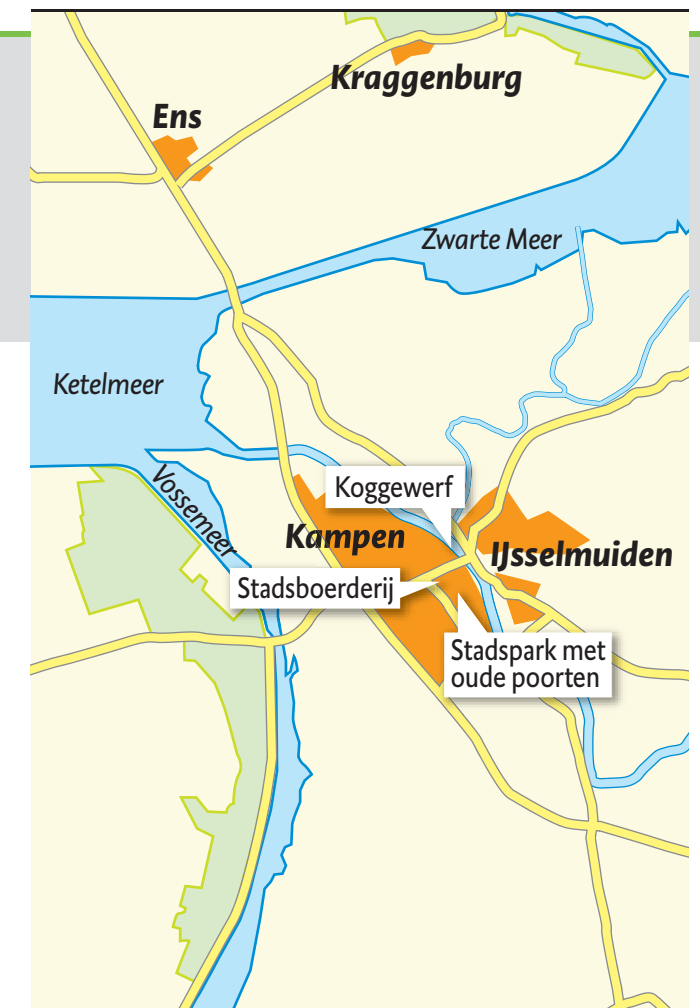 Kraggenburg
Ens
Zwarte Meer
Ketelmeer
Vossemeer
Koggewerf
Kampen
IJsselmuiden
Stadsboerderij
Stadspark met
oude poorten